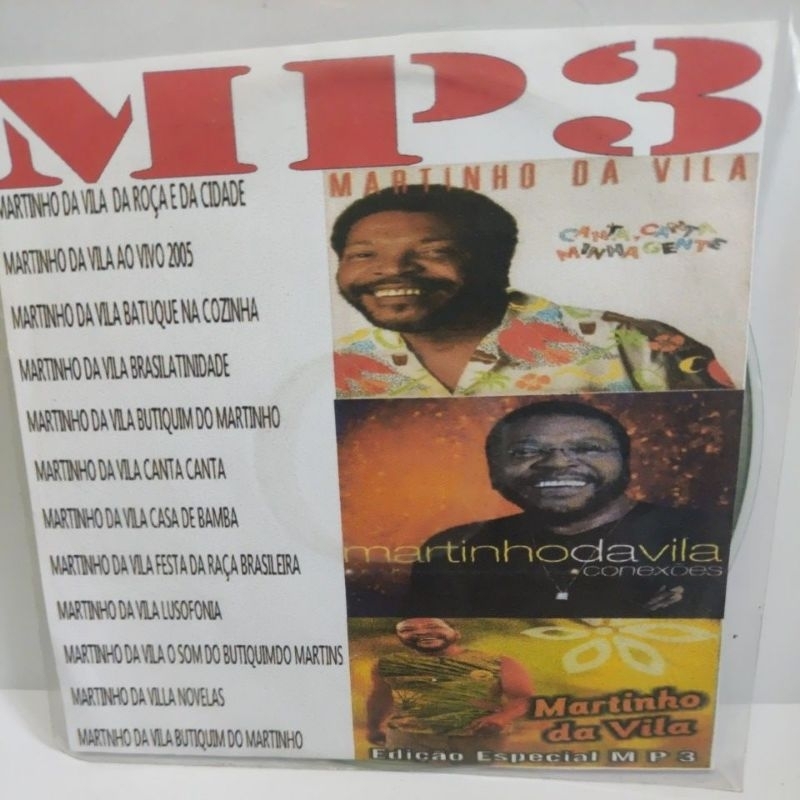 MP3
MARTINHO DA VILA DA ROÇA E DA CIDADE
MARTINHO DA VILA AO VIVO 2005
MARTINHO DA VILA BATUQUE NA COZINHA
MARTINHO DA VILA BRASILATINIDADE
MARTINHO DA VILA BUTIQUIM DO MARTINHO
MARTINHO DA VILA CANTA CANTA
MARTINHO DA VILA CASA DE BAMBA
MARTINHO DA VILA FESTA DA RAÇA BRASILEIRA
MARTINHO DA VILA LUSOFONIA
MARTINHO DA VILA O SOM DO BUTIQUIMDO MARTINS
MARTINHO DA VILLA NOVELAS
MARTNHO DA VILA BUTIQUIM DO MARTINHO
MARTINHO DA VILA
CANTA, CANTA
MINHA GENTE
martinhodavila
conexões
Martinho
da Vila
Edição Especial M P 3